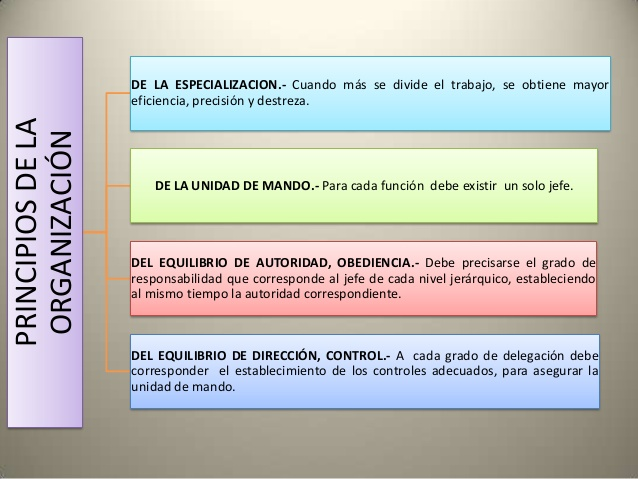 PRINCIPIOS DE LA
ORGANIZACIÓN
DE LA ESPECIALIZACION.- Cuando más se divide el trabajo, se obtiene mayor
eficiencia, precisión y destreza.
DE LA UNIDAD DE MANDO.- Para cada función debe existir un solo jefe.
DEL EQUILIBRIO DE AUTORIDAD, OBEDIENCIA.- Debe precisarse el grado de
responsabilidad que corresponde al jefe de cada nivel jerárquico, estableciendo
al mismo tiempo la autoridad correspondiente.
DEL EQUILIBRIO DE DIRECCIÓN, CONTROL.- A cada grado de delegación debe
corresponder el establecimiento de los controles adecuados, para asegurar la
unidad de mando.